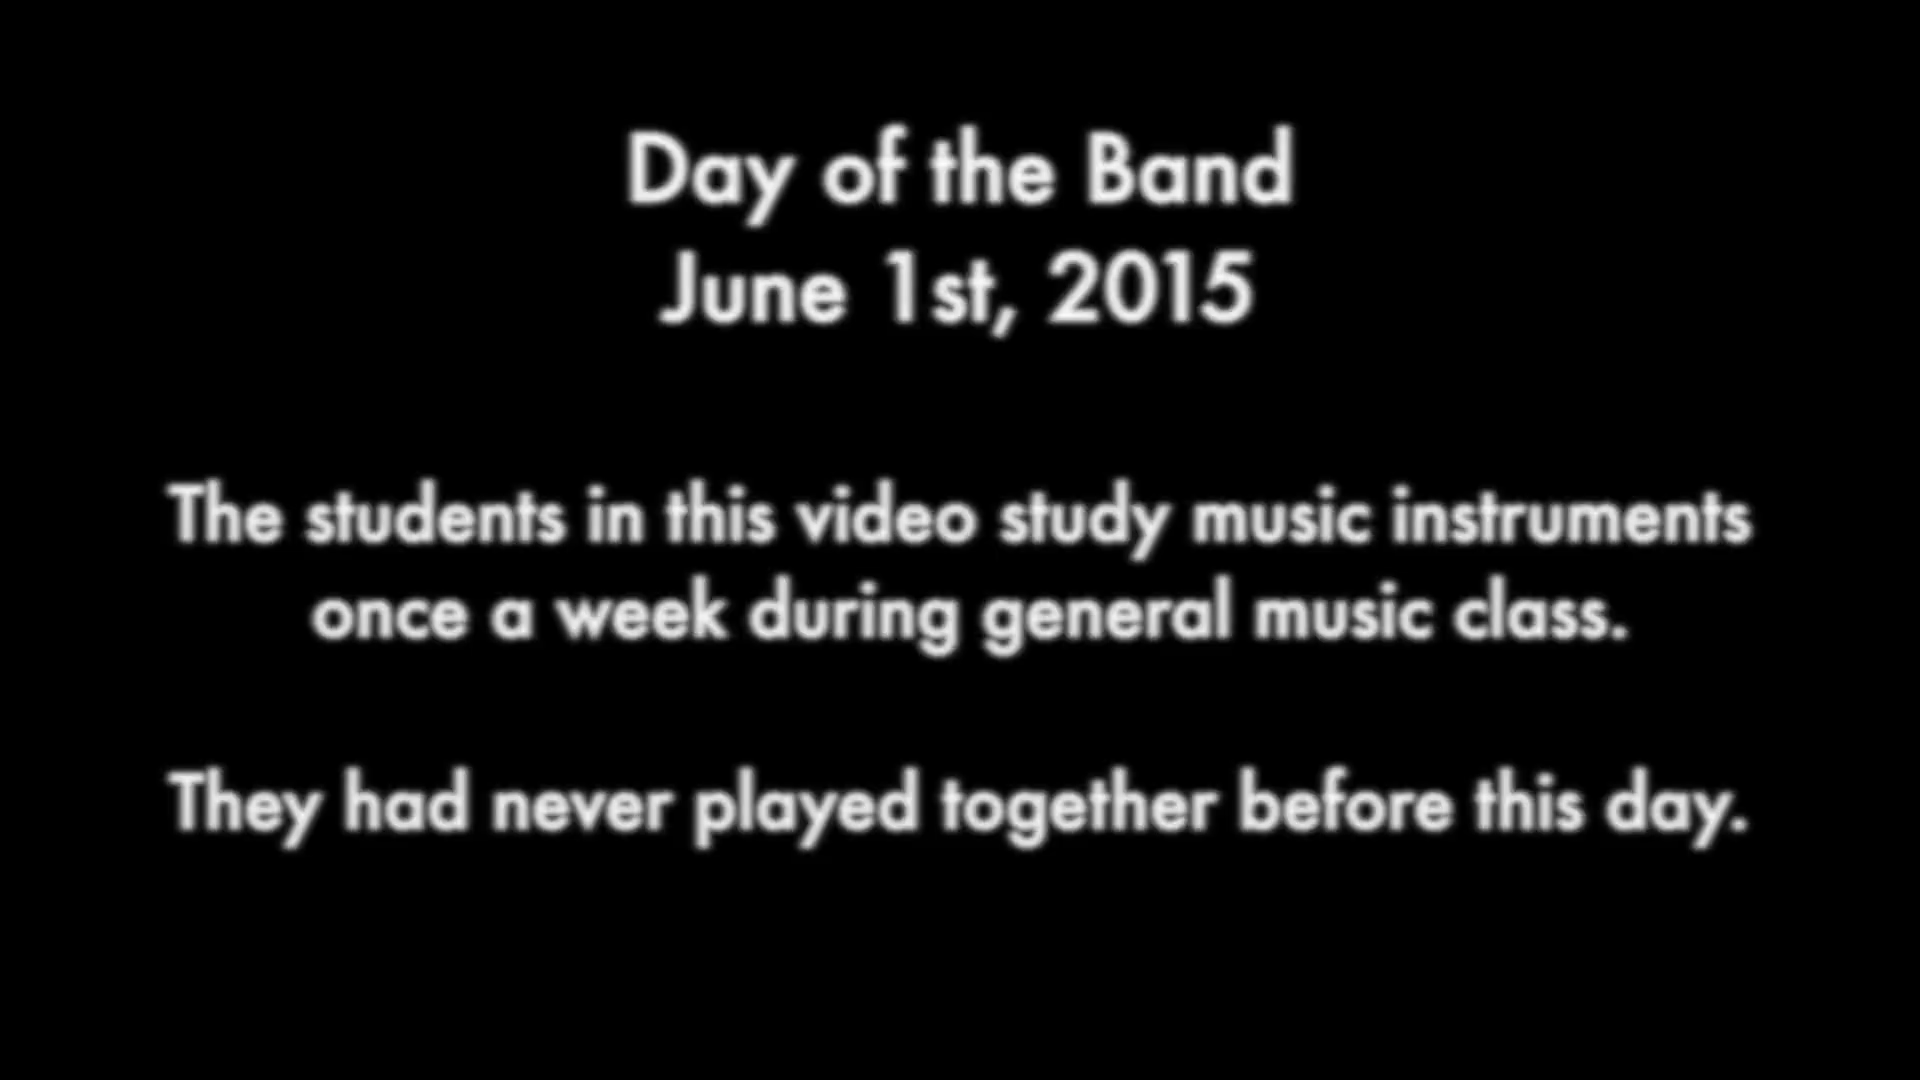 Day of the Band
June 1st, 2015
The students in this video study music instruments
once a week during general music class.
They had never played together before this day.